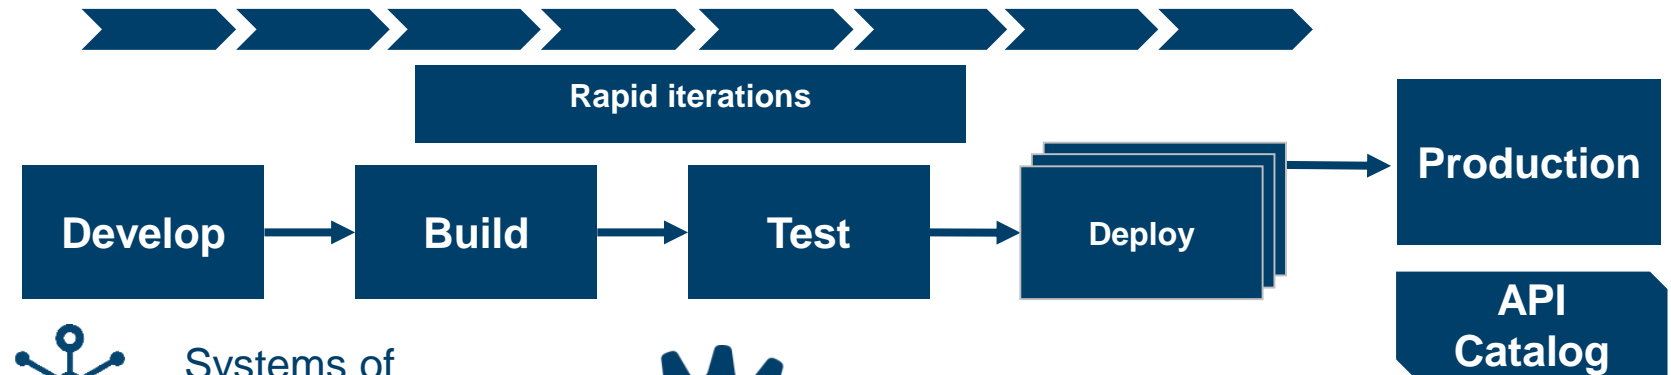 Rapid iterations
Production
Develop
Build
Test
Deploy
API
Catalog
Systems of